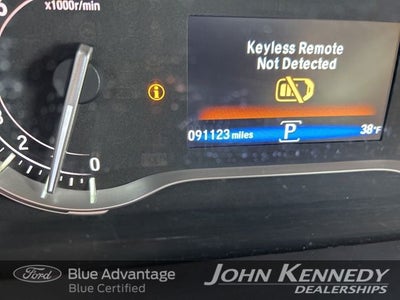 6
x1000r/min
Keyless Remote
Not Detected
091123 miles P 38°F
2
0
Ford Blue Advantage
Blue Certified
JOHN KENNEDY
DEALERSHIPS